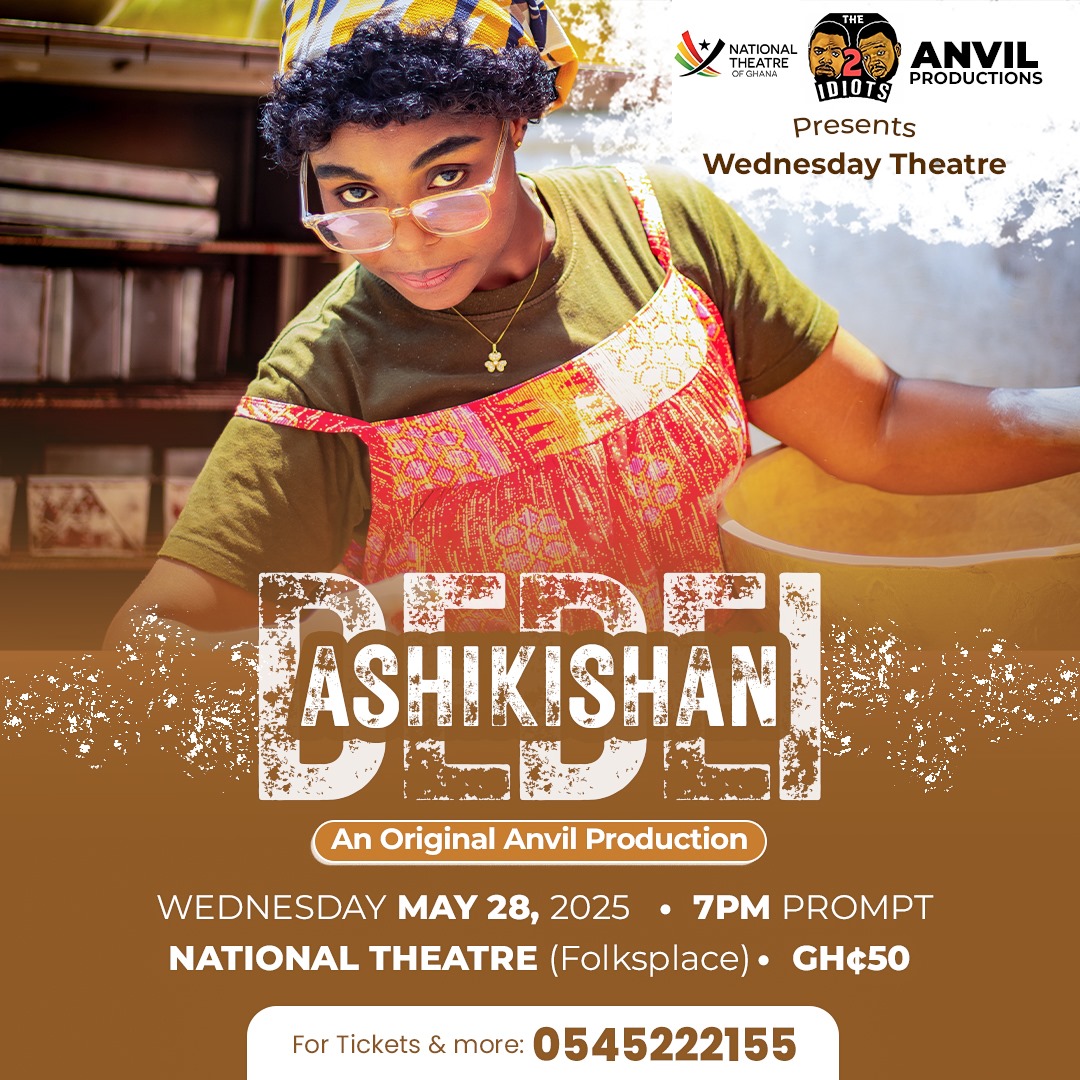 NATIONAL
THEATRE
OF GHANA
THE
2
IDIOTS
ANVIL
PRODUCTIONS
Presents
Wednesday Theatre
DEDEI
ASHIKISHAN
An Original Anvil Production
WEDNESDAY MAY 28, 2025 • 7PM PROMPT
NATIONAL THEATRE (Folksplace) • GH¢50
For Tickets & more: 0545222155